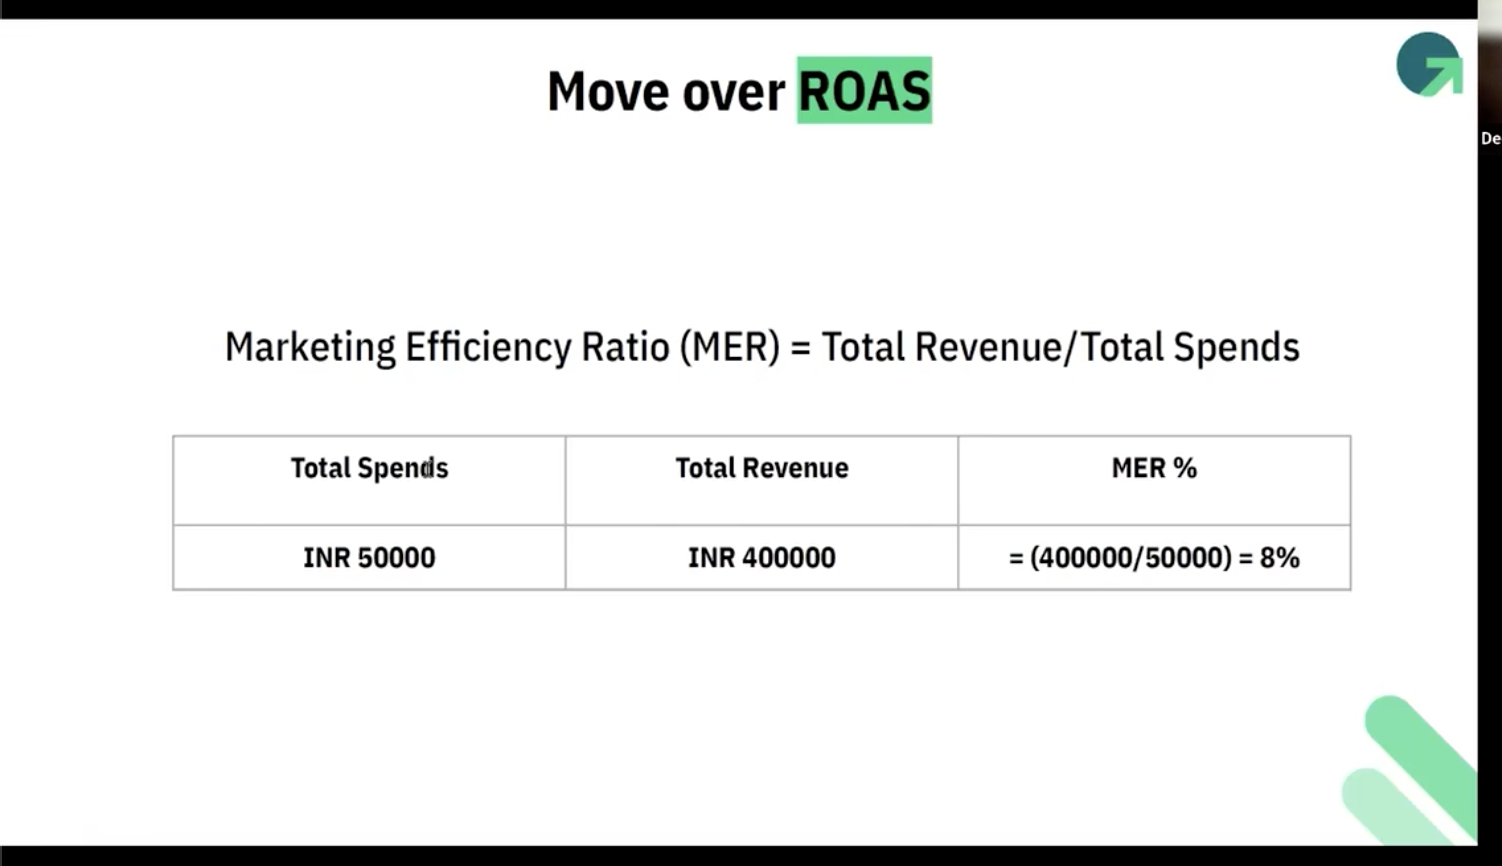 Move over ROAS
De
Marketing Efficiency Ratio (MER) = Total Revenue/Total Spends
Total Spends Total Revenue MER %
INR 50000 INR 400000 = (400000/50000) = 8%